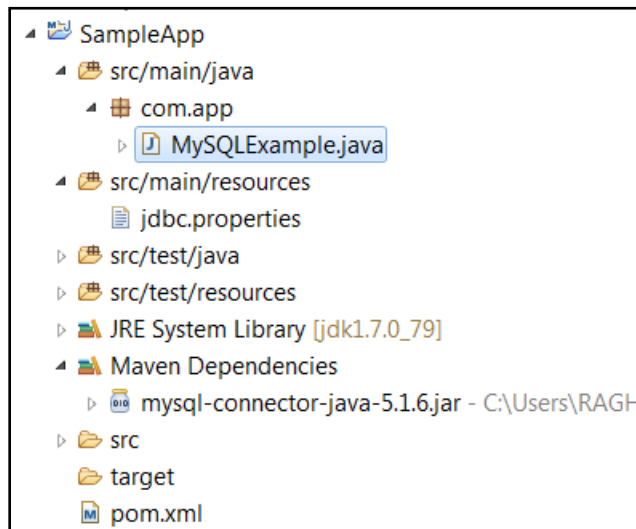 SampleApp
src/main/java
com.app
MySQLExample.java
src/main/resources
jdbc.properties
src/test/java
src/test/resources
JRE System Library [jdk1.7.0_79]
Maven Dependencies
mysql-connector-java-5.1.6.jar - C:\Users\RAGH
src
target
pom.xml